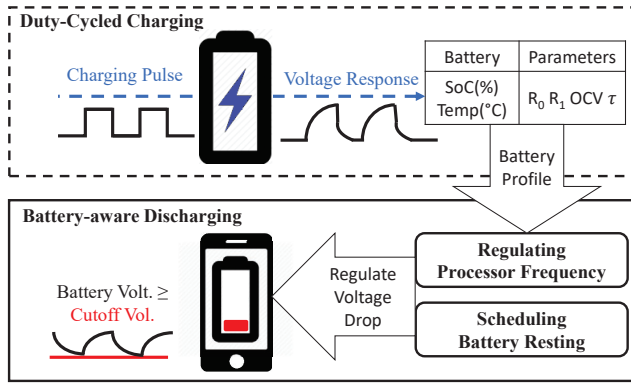 Duty-Cycled Charging
Charging Pulse
Voltage Response
Battery Parameters
SoC(%)
Temp(°C)
R₀ R₁ OCV τ
Battery
Profile
Battery-aware Discharging
Battery Volt. ≥
Cutoff Vol.
Regulate
Voltage
Drop
Regulating
Processor Frequency
Scheduling
Battery Resting